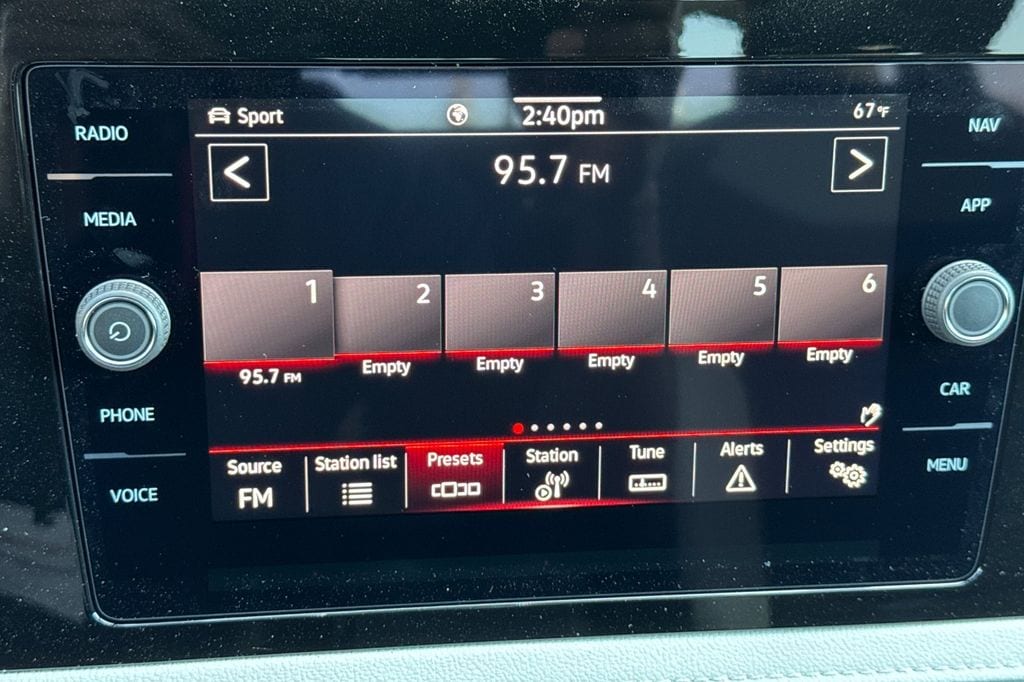 RADIO
MEDIA
PHONE
VOICE
Sport
2:40pm
67°F
<
95.7 FM
>
1
2
3
4
5
6
95.7 FM
Empty
Empty
Empty
Empty
Empty
Source
FM
Station list
Presets
Station
Tune
Alerts
Settings
NAV
APP
CAR
MENU